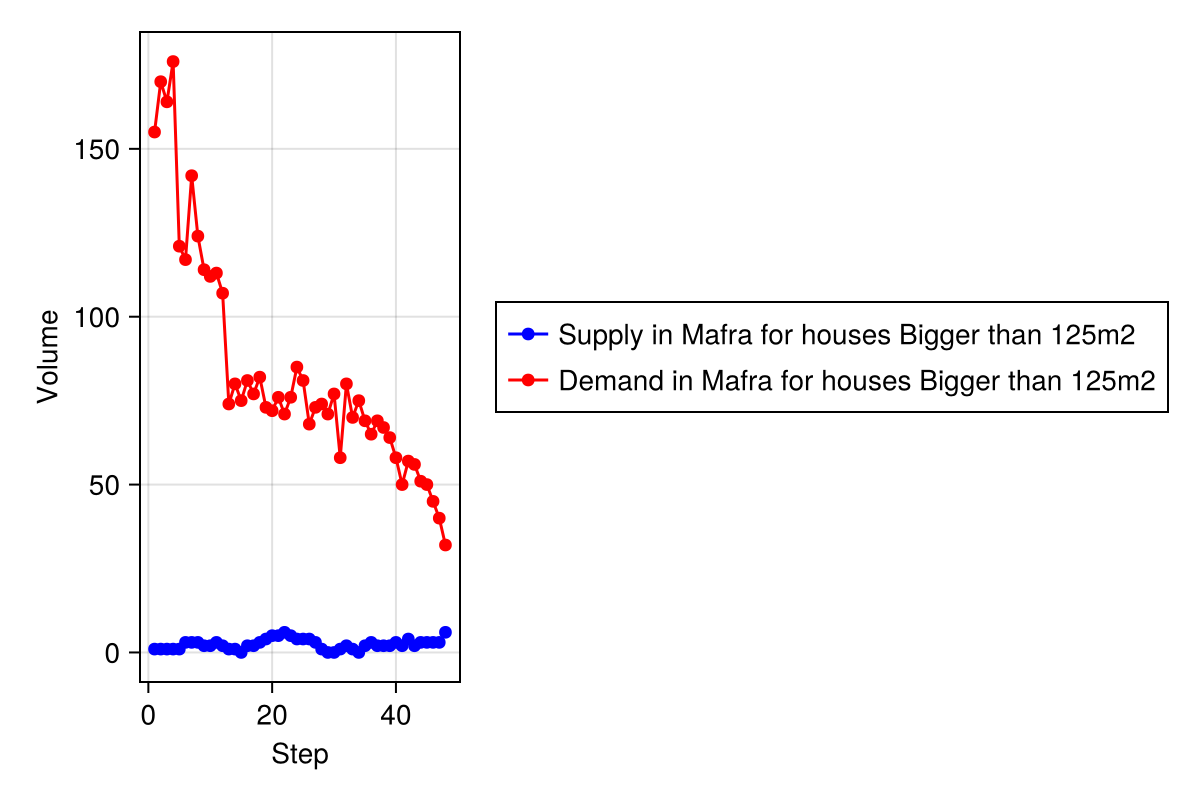 150
100
50
0
Volume
0 20 40
Step
Supply in Mafra for houses Bigger than 125m2
Demand in Mafra for houses Bigger than 125m2